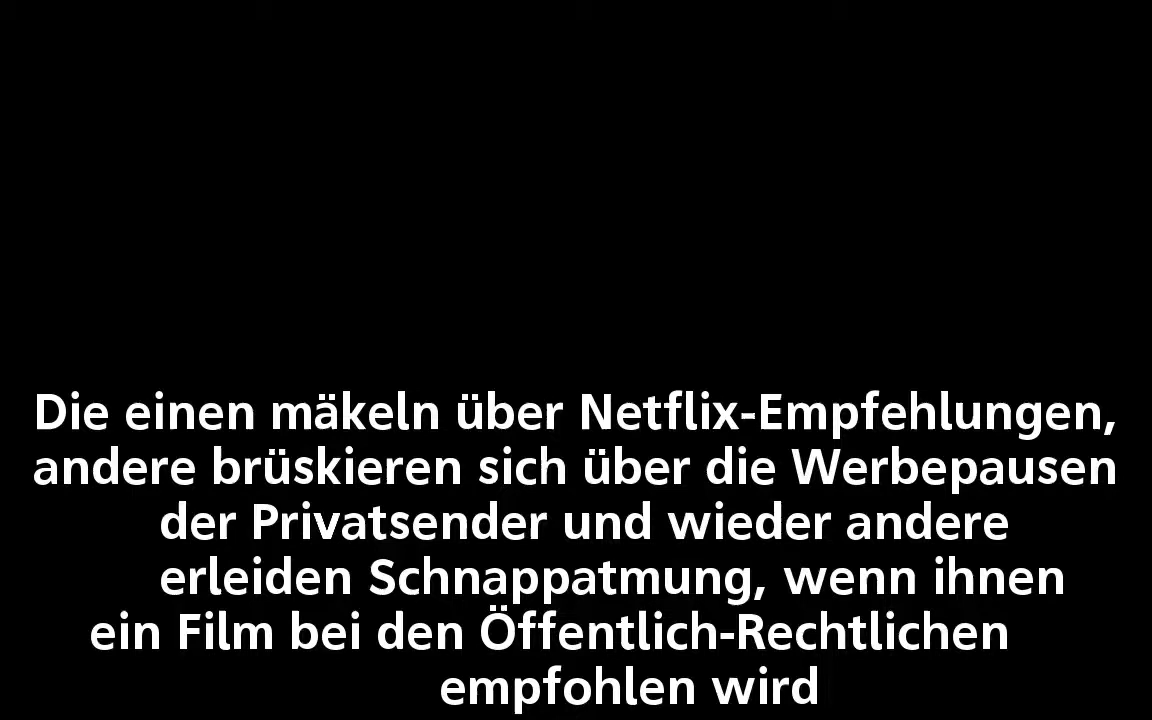 Die einen mäkeln über Netflix-Empfehlungen,
andere brüskieren sich über die Werbepausen
der Privatsender und wieder andere
erleiden Schnappatmung, wenn ihnen
ein Film bei den Öffentlich-Rechtlichen
empfohlen wird